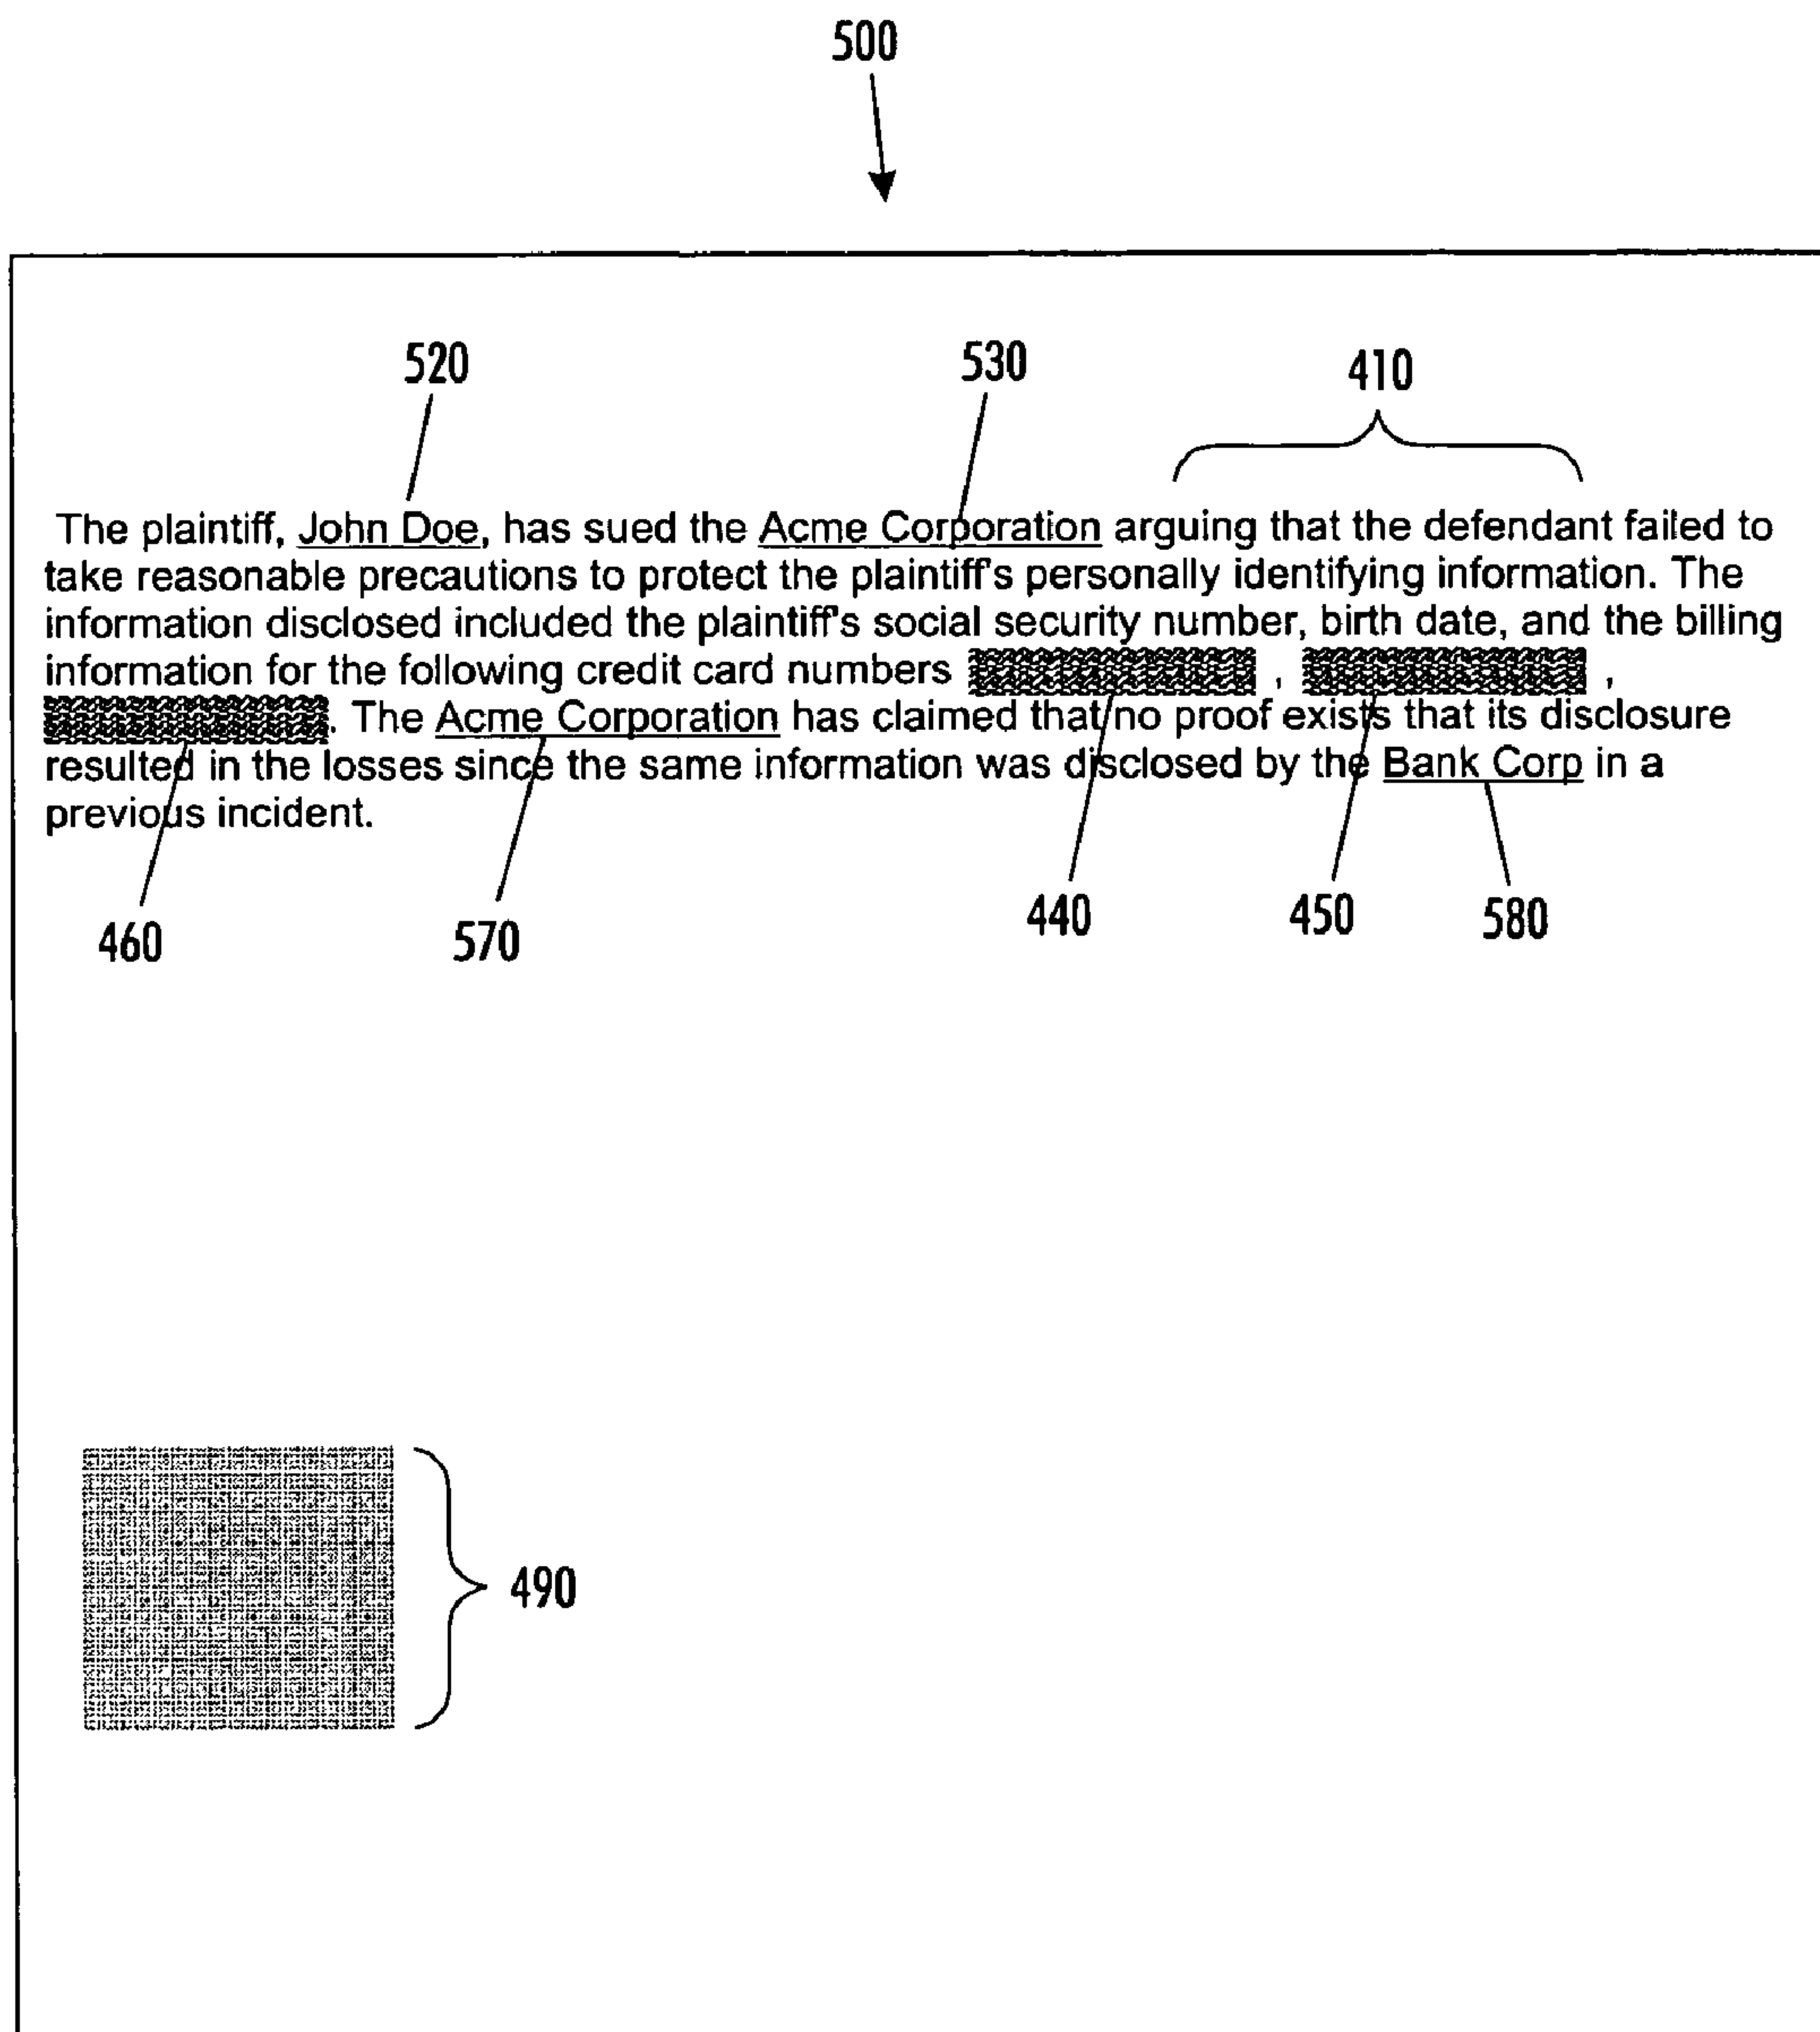 500
520 530 410
The plaintiff, John Doe, has sued the Acme Corporation arguing that the defendant failed to
take reasonable precautions to protect the plaintiff's personally identifying information. The
information disclosed included the plaintiff's social security number, birth date, and the billing
information for the following credit card numbers , ,
. The Acme Corporation has claimed that no proof exists that its disclosure
resulted in the losses since the same information was disclosed by the Bank Corp in a
previous incident.
460 570 440 450 580
490